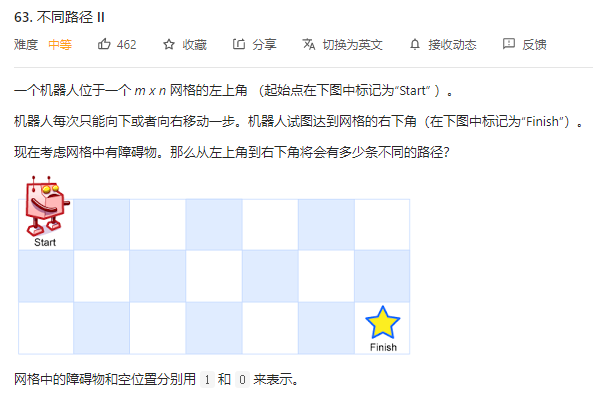 63. 不同路径 II
难度 中等 462 收藏 分享 切换为英文 接收动态 反馈
一个机器人位于一个 m x n 网格的左上角 （起始点在下图中标记为“Start” ）。
机器人每次只能向下或者向右移动一步。机器人试图达到网格的右下角（在下图中标记为“Finish”）。
现在考虑网格中有障碍物。那么从左上角到右下角将会有多少条不同的路径？
Start
Finish
网格中的障碍物和空位置分别用 1 和 0 来表示。